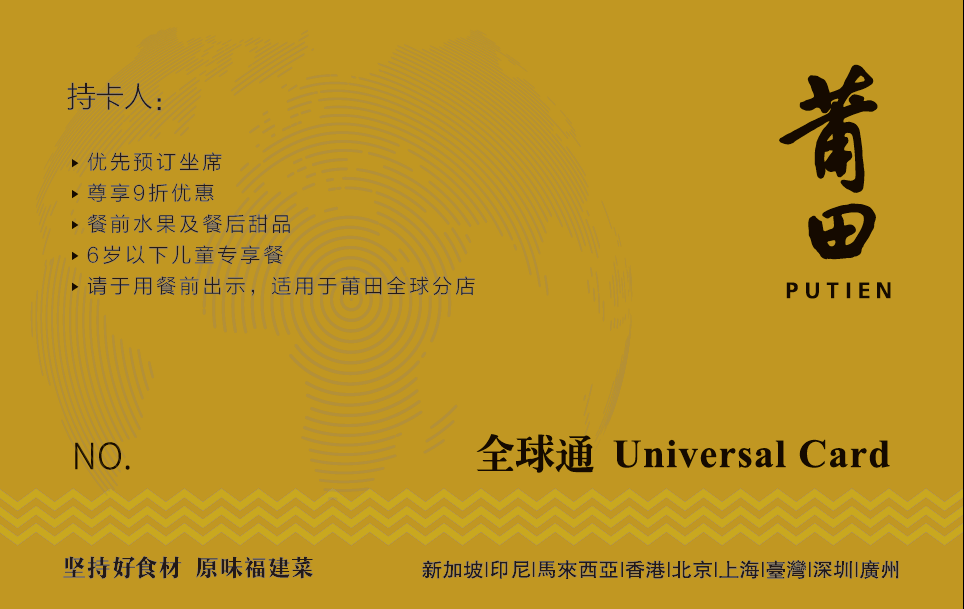 持卡人：
优先预订坐席
尊享9折优惠
餐前水果及餐后甜品
6岁以下儿童专享餐
请于用餐前出示，适用于莆田全球分店
莆田
PUTIEN
NO.
全球通 Universal Card
坚持好食材 原味福建菜
新加坡|印尼|馬來西亞|香港|北京|上海|臺灣|深圳|廣州